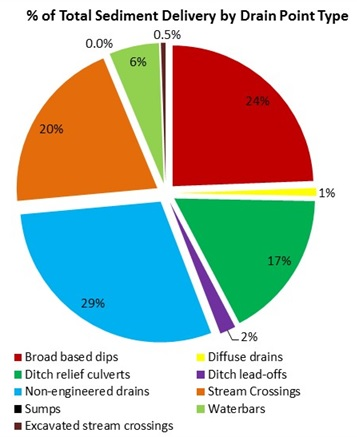 % of Total Sediment Delivery by Drain Point Type
0.0%
0.5%
6%
24%
20%
1%
17%
29%
2%
Broad based dips
Diffuse drains
Ditch relief culverts
Ditch lead-offs
Non-engineered drains
Stream Crossings
Sumps
Waterbars
Excavated stream crossings